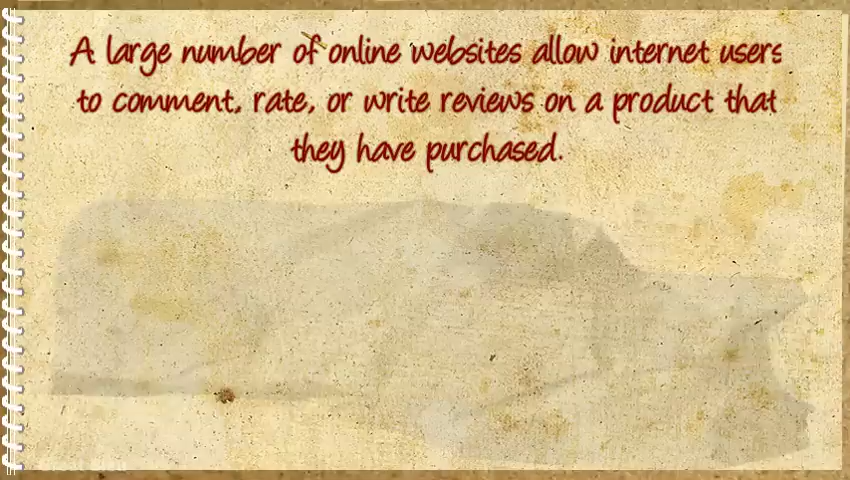 A large number of online websites allow internet users
to comment, rate, or write reviews on a product that
they have purchased.